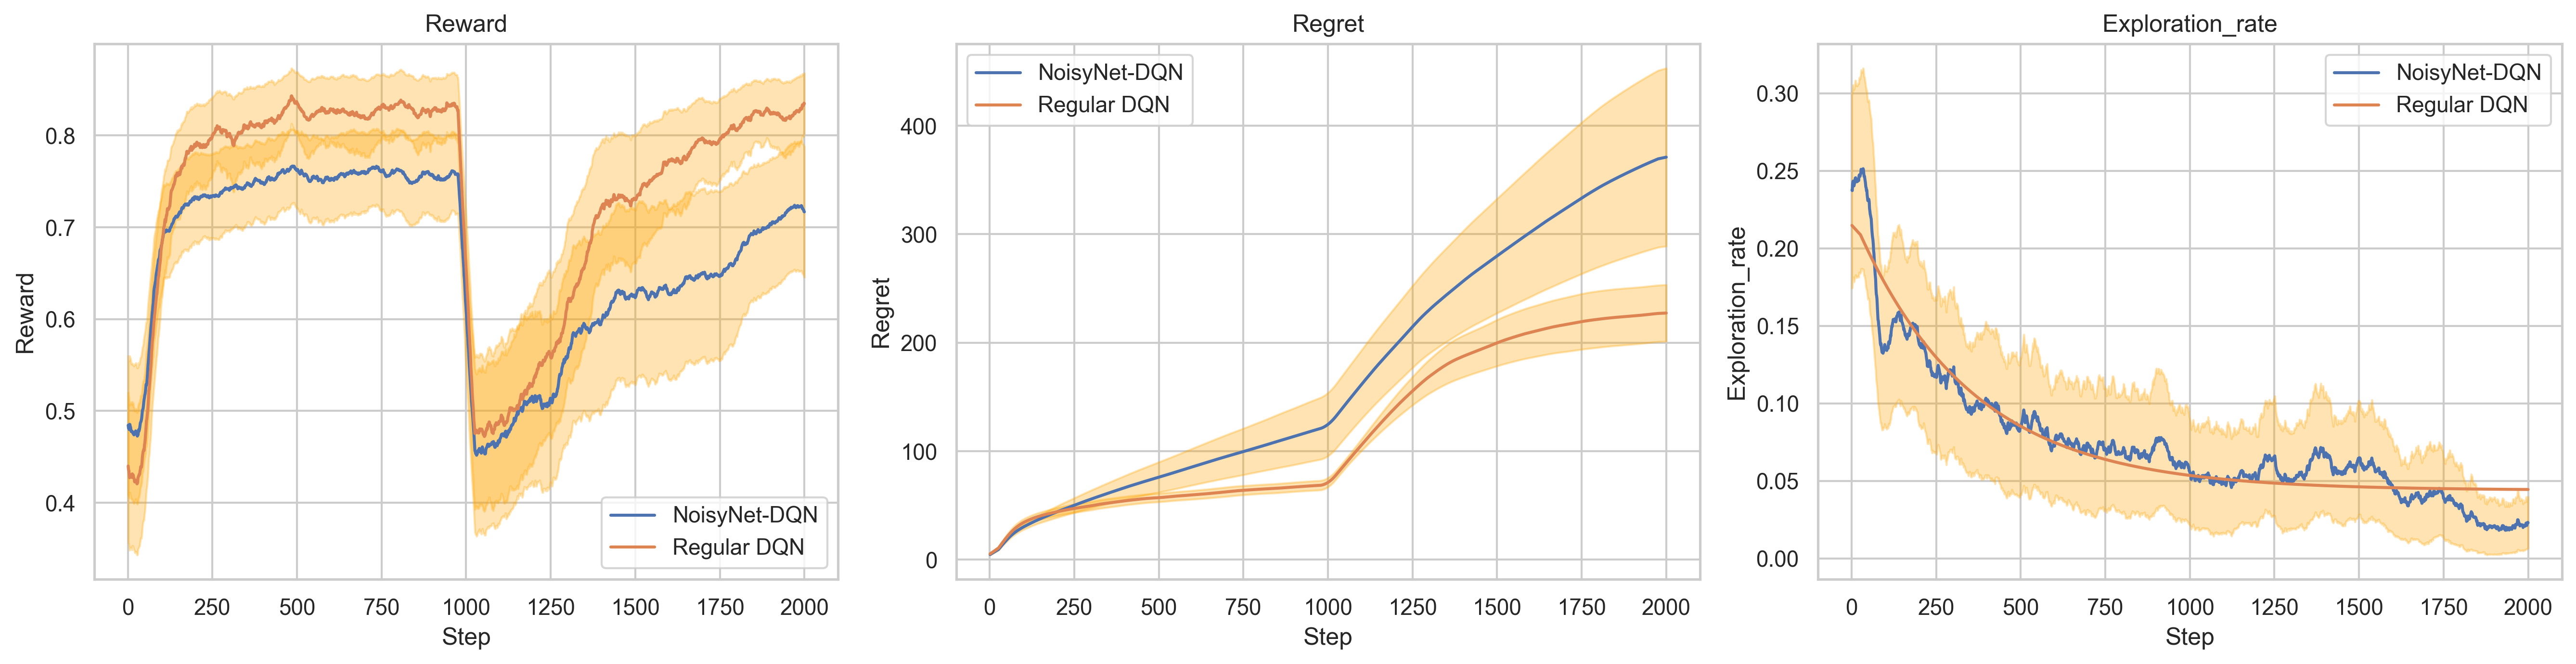 Reward
Reward
0.8
0.7
0.6
0.5
0.4
NoisyNet-DQN
Regular DQN
0 250 500 750 1000 1250 1500 1750 2000
Step
Regret
Regret
400
300
200
100
0
NoisyNet-DQN
Regular DQN
0 250 500 750 1000 1250 1500 1750 2000
Step
Exploration_rate
Exploration_rate
0.30
0.25
0.20
0.15
0.10
0.05
0.00
NoisyNet-DQN
Regular DQN
0 250 500 750 1000 1250 1500 1750 2000
Step